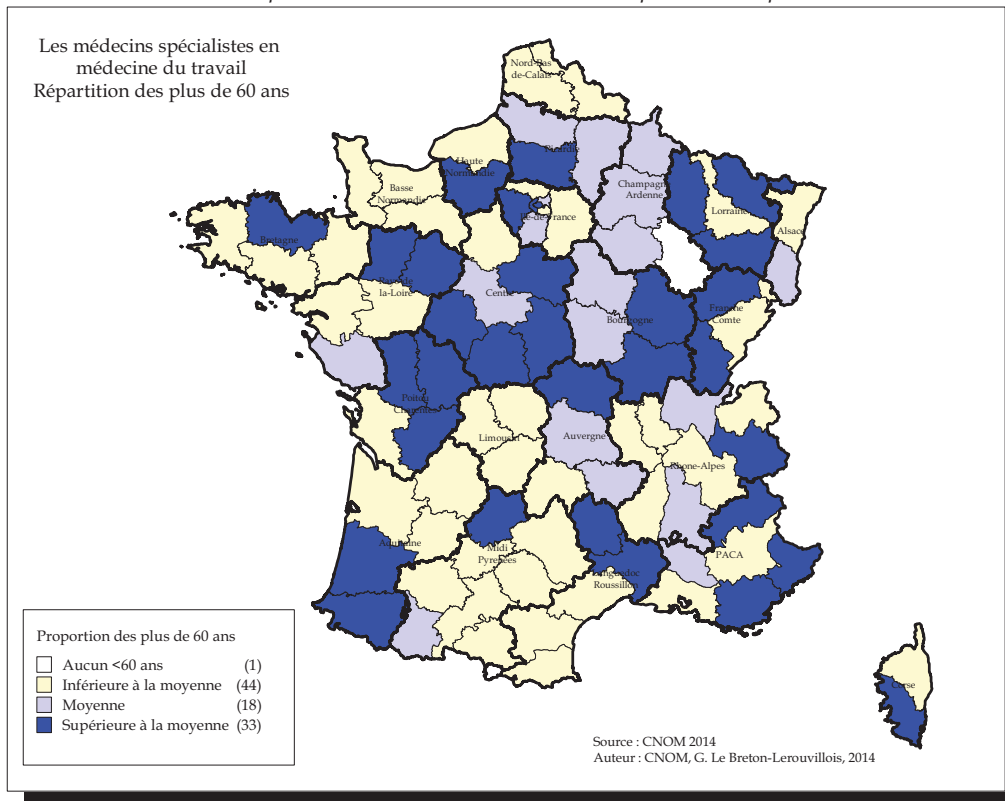 Les médecins spécialistes en
médecine du travail
Répartition des plus de 60 ans
Nord-Pas
de-Calais
Picardie
Haute
Normandie
Basse
Normandie
Champagne
Ardenne
Lorraine
Alsace
Ile-de-France
Bretagne
Pays de
la-Loire
Centre
Bourgogne
Franche
Comte
Poitou
Charentes
Limousin
Auvergne
Rhone-Alpes
Aquitaine
Midi
Pyrenées
Languedoc
Roussillon
PACA
Corse
Proportion des plus de 60 ans
Aucun <60 ans (1)
Inférieure à la moyenne (44)
Moyenne (18)
Supérieure à la moyenne (33)
Source : CNOM 2014
Auteur : CNOM, G. Le Breton-Lerouvillois, 2014